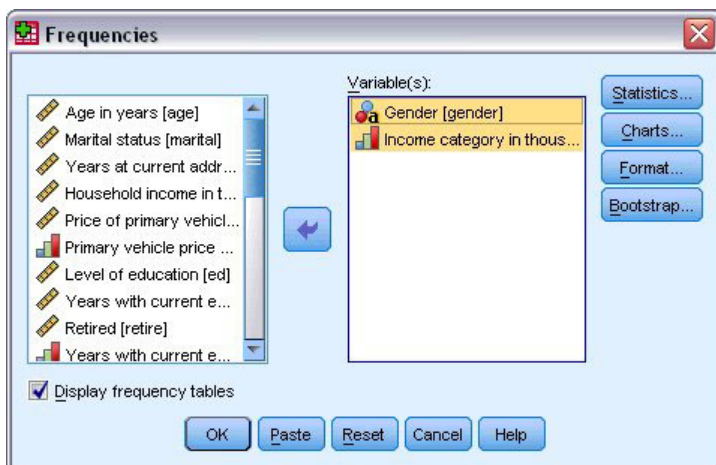 Frequencies
Age in years [age]
Marital status [marital]
Years at current addr...
Household income in t...
Price of primary vehicl...
Primary vehicle price ...
Level of education [ed]
Years with current e...
Retired [retire]
Years with current e...
Variable(s):
a Gender [gender]
Income category in thous...
Statistics...
Charts...
Format...
Bootstrap...
Display frequency tables
OK Paste Reset Cancel Help